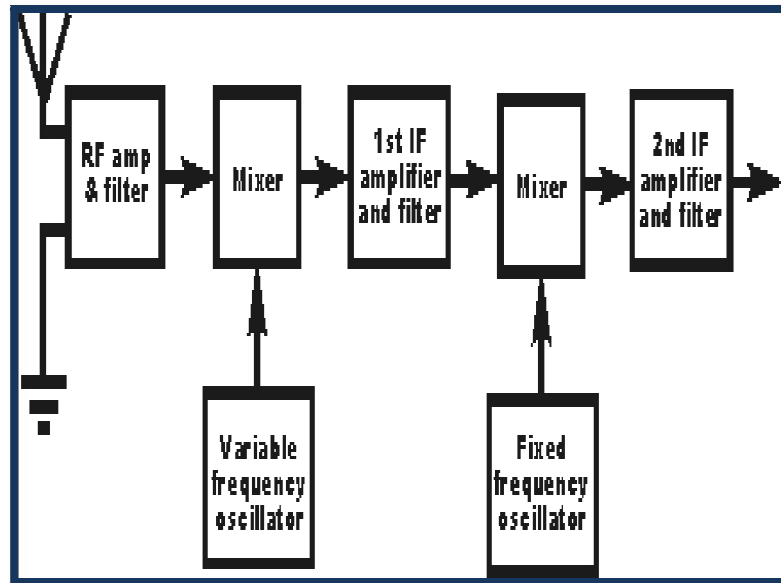 RF amp
& filter
Mixer
1st IF
amplifier
and filter
Mixer
2nd IF
amplifier
and filter
Variable
frequency
oscillator
Fixed
frequency
oscillator